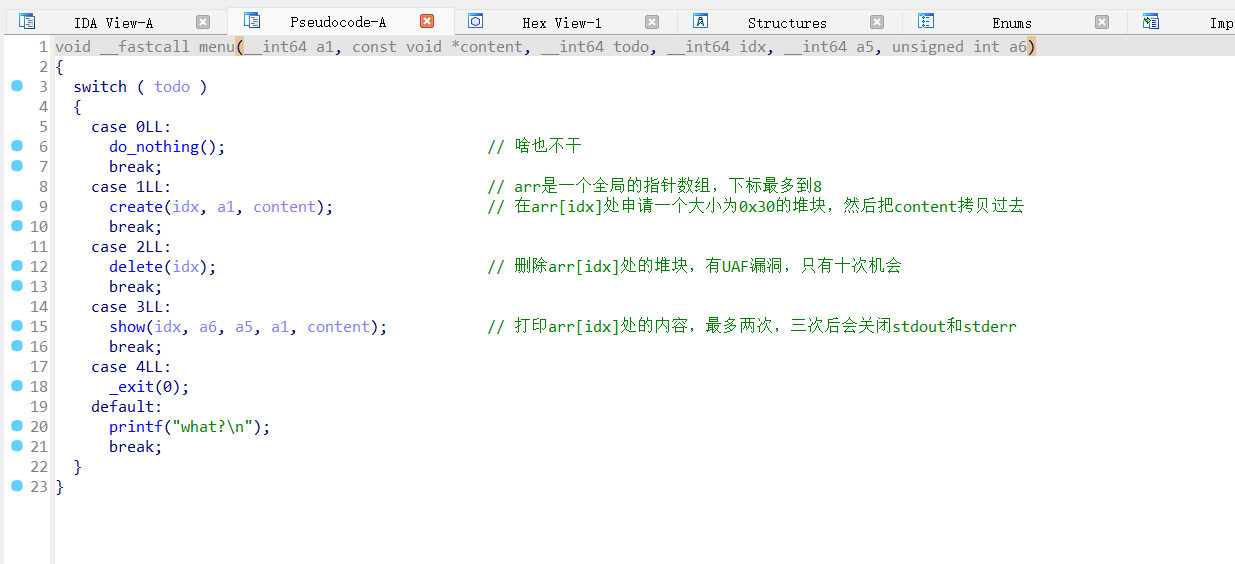 IDA View-A Pseudocode-A Hex View-1 Structures Enums Imp
1 void __fastcall menu(__int64 a1, const void *content, __int64 todo, __int64 idx, __int64 a5, unsigned int a6)
2 {
3 switch ( todo )
4 {
5 case 0LL:
6 do_nothing(); // 啥也不干
7 break;
8 case 1LL: // arr是一个全局的指针数组，下标最多到8
9 create(idx, a1, content); // 在arr[idx]处申请一个大小为0x30的堆块，然后把content拷贝过去
10 break;
11 case 2LL:
12 delete(idx); // 删除arr[idx]处的堆块，有UAF漏洞，只有十次机会
13 break;
14 case 3LL:
15 show(idx, a6, a5, a1, content); // 打印arr[idx]处的内容，最多两次，三次后会关闭stdout和stderr
16 break;
17 case 4LL:
18 _exit(0);
19 default:
20 printf("what?\n");
21 break;
22 }
23 }